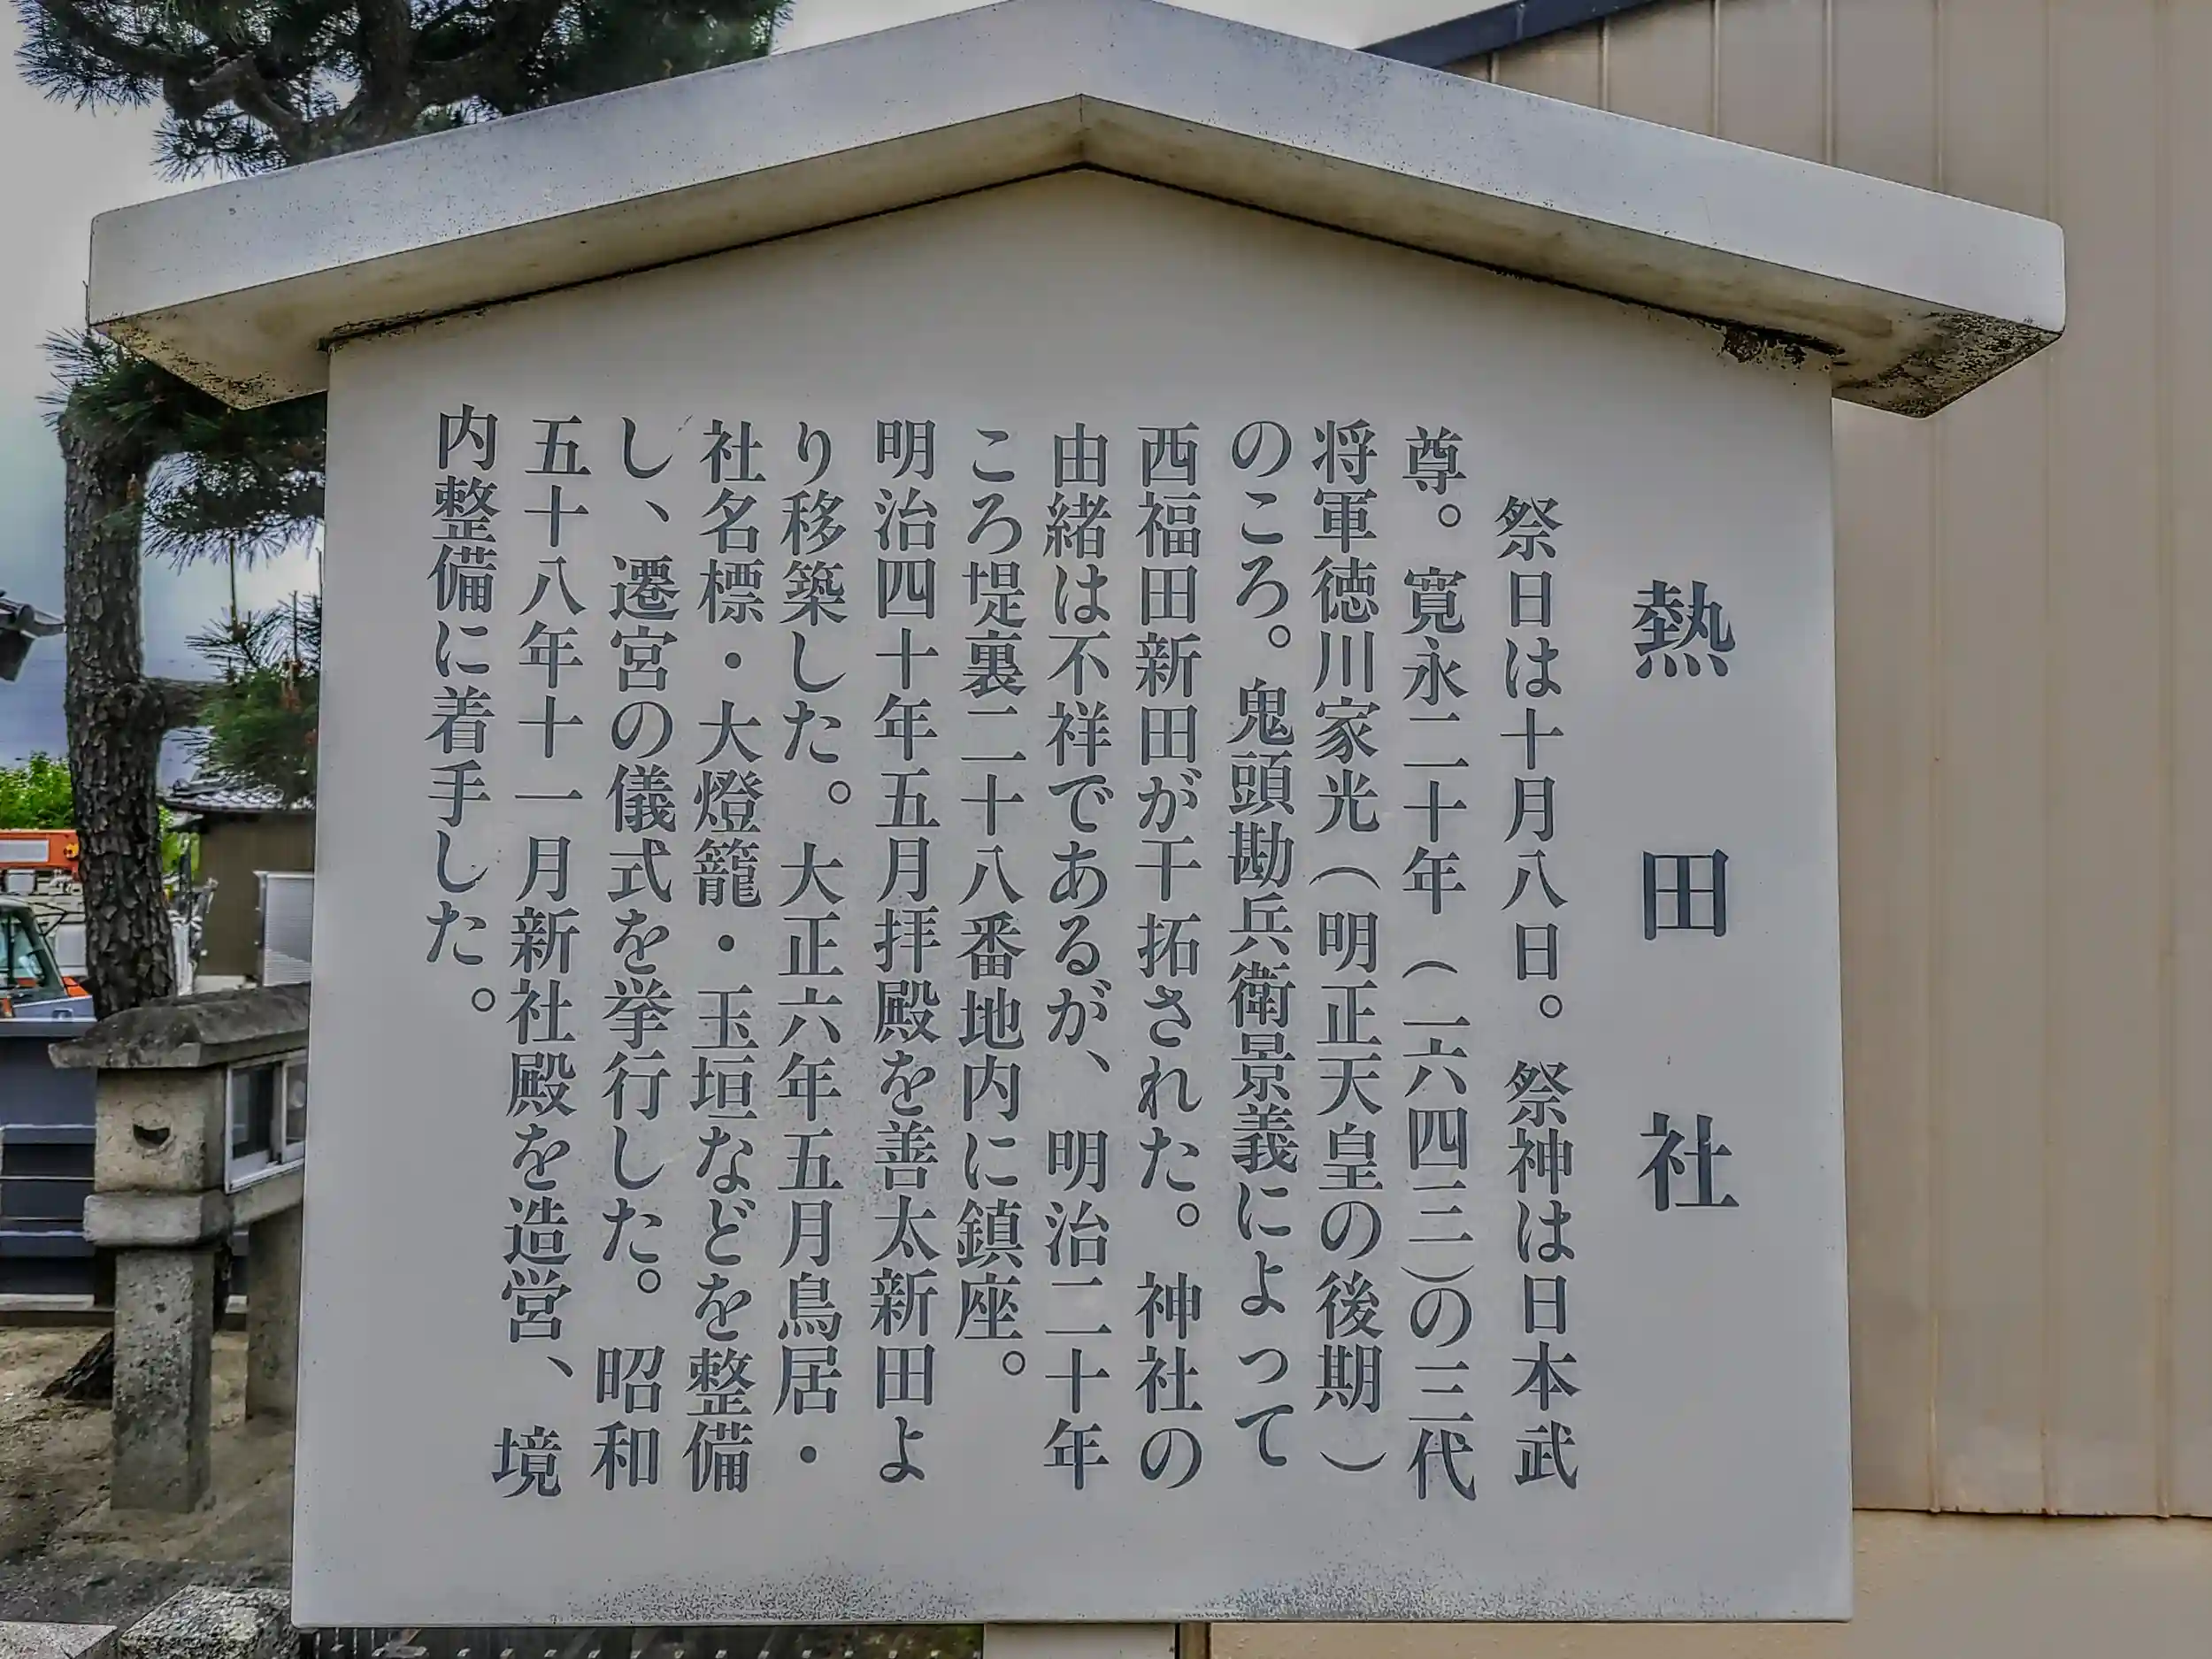 熱田社
祭日は十月八日。祭神は日本武
尊。寛永二十年（一六四三）の三代
将軍徳川家光（明正天皇の後期）
のころ。鬼頭勘兵衛景義によって
西福田新田が干拓された。神社の
由緒は不祥であるが、明治二十年
ころ堤裏二十八番地内に鎮座。
明治四十年五月拝殿を善太新田よ
り移築した。大正六年五月鳥居・
社名標・大燈籠・玉垣などを整備
し、遷宮の儀式を挙行した。昭和
五十八年十一月新社殿を造営、境
内整備に着手した。